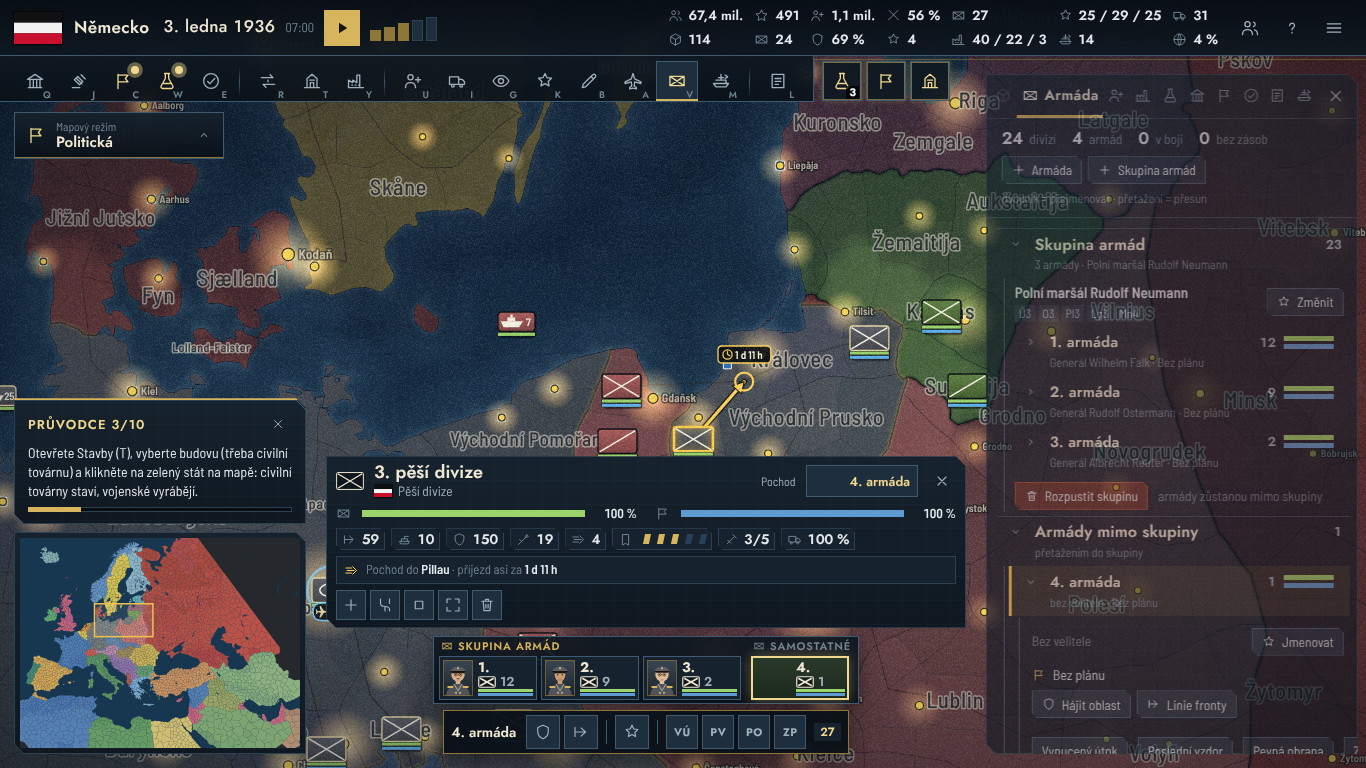 Německo 3. ledna 1936 07:00
67,4 mil. 491 1,1 mil. 56 % 27 25 / 29 / 25 31
114 24 69 % 4 40 / 22 / 3 14 4 %
Q J C W E R T Y U I G K B A V M L 3
Mapový režim
Politická
Armáda
24 divizí 4 armád 0 v boji 0 bez zásob
Armáda
Skupina armád
Skupina armád 23
3 armády · Polní maršál Rudolf Neumann
Polní maršál Rudolf Neumann
Změnit
1. armáda 12
Generál Wilhelm Falk · Bez plánu
2. armáda 9
Generál Rudolf Ostermann · Bez plánu
3. armáda 2
Generál Albrecht Reuter · Bez plánu
Rozpustit skupinu
armády zůstanou mimo skupiny
Armády mimo skupiny 1
přetažením do skupiny
4. armáda 1
Bez velitele
Jmenovat
Bez plánu
Hájit oblast
Linie fronty
Vynucený útok
Poslední vzdor
Pevná obrana
Pskov
Aalborg
Riga
Latgale
Kuronsko
Zemgale
Liepāja
Skåne
Aarhus
Jižní Jutsko
Aukštaitija
Vitebsk
Žemaitija
Kodaň
Sjælland
Fyn
Tilsit
Vilnius
7
Lolland-Falster
1 d 11 h
Královec
Kiel
25
Gdaňsk
Minsk
Grodno
Východní Prusko
Východní Pomořan
Grodno
Novogrudek
Bobrujsk
Polesí
Žytomyr
Lublin
Volyň
Kielce
PRŮVODCE 3/10
Otevřete Stavby (T), vyberte budovu (třeba civilní
továrnu) a klikněte na zelený stát na mapě: civilní
továrny staví, vojenské vyrábějí.
3. pěší divize
Pěší divize
Pochod
4. armáda
100 %
100 %
59 10 150 19 4 3/5 100 %
Pochod do Pillau · příjezd asi za 1 d 11 h
SKUPINA ARMÁD
SAMOSTATNÉ
1. 12
2. 9
3. 2
4. 1
4. armáda VÚ PV PO ZP 27